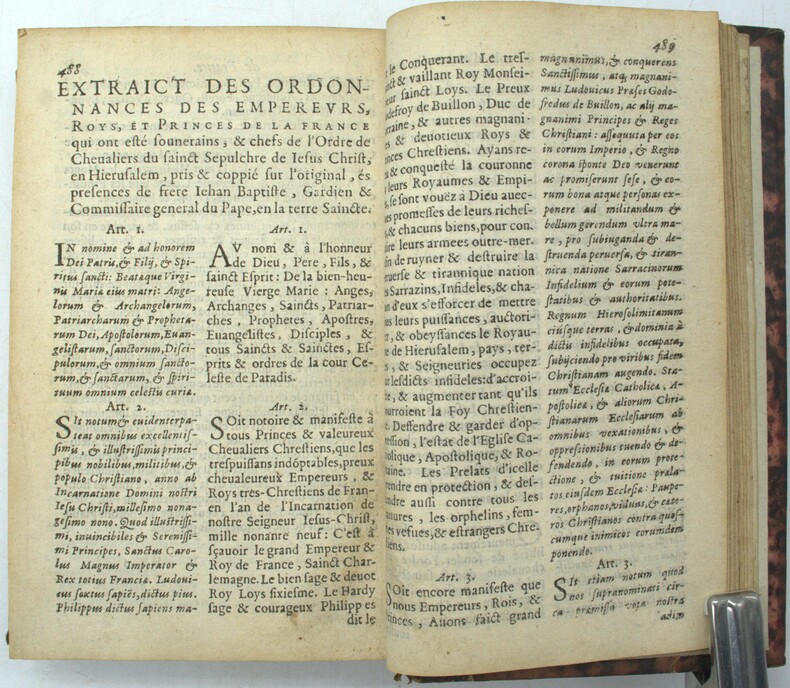 488
EXTRAICT DES ORDON-
NANCES DES EMPEREVRS,
ROYS, ET PRINCES DE LA FRANCE
qui ont esté souuerains, & chefs de l'Ordre de
Cheualiers du sainct Sepulchre de Iesus Christ,
en Hierusalem, pris & coppié sur l'original, és
presences de frere Iehan Baptiste, Gardien &
Commissaire general du Pape, en la terre Saincte.
Art. 1.
IN nomine & ad honorem
Dei Patris, & Filij, & Spi-
ritus sancti: Beatæque Virgi-
nis Mariæ eius matri: Ange-
lorum & Archangelorum,
Patriarcharum & Propheta-
rum Dei, Apostolorum, Euan-
gelistarum, sanctorum, Disci-
pulorum, & omnium sancto-
rum, & sanctarum, & spiri-
tuum omnium celestis curiæ.
Art. 2.
SIt notum & euidenter pa-
teat omnibus excellentis-
simis, & illustrissimis princi-
pibus nobilibus, militibus, &
populo Christiano, anno ab
Incarnatione Domini nostri
Iesu Christi, millesimo nona-
gesimo nono. Quod illustrissi-
mi, inuincibiles & Serenissi-
mi Principes, Sanctus Caro-
lus Magnus Imperator &
Rex totius Franciæ. Ludoui-
cus sextus sapiēs, dictus pius.
Philippus dictus sapiens ma-
Art. 1.
AV nom & à l'honneur
de Dieu, Pere, Fils, &
sainct Esprit: De la bien-heu-
reuse Vierge Marie: Anges,
Archanges, Saincts, Patriar-
ches, Prophetes, Apostres,
Euangelistes, Disciples, &
tous Saincts & Sainctes, Es-
prits & ordres de la cour Ce-
leste de Paradis.
Art. 2.
SOit notoire & manifeste à
tous Princes & valeureux
Cheualiers Chrestiens, que les
trespuissans indōptables, preux
cheualeureux Empereurs, &
Roys tres-Chrestiens de Fran-
en l'an de l'Incarnation de
nostre Seigneur Iesus-Christ,
mille nonante neuf: C'est à
sçauoir le grand Empereur &
Roy de France, Sainct Char-
lemagne. Le bien sage & deuot
Roy Loys sixiesme. Le Hardy
sage & courageux Philippes
dit le
489
le Conquerant. Le tres-
& vaillant Roy Monsei-
sainct Loys. Le Preux
de Buillon, Duc de
& autres magnani-
& deuotieux Roys &
Chrestiens. Ayans re-
& conquesté la couronne
leurs Royaumes & Empi-
se sont vouëz à Dieu auec-
promesses de leurs riches-
& chacuns biens, pour con-
leurs armees outre-mer.
de ruyner & destruire la
& tirannique nation
Sarrazins, Infideles, & cha-
d'eux s'efforcer de mettre
leurs puissances, auctori-
& obeyssances le Royau-
de Hierusalem, pays, ter-
& Seigneuries occupez
lesdicts infideles: d'accroi-
& augmenter tant qu'ils
la Foy Chrestien-
Deffendre & garder d'op-
l'estat de l'Eglise Ca-
Apostolique, & Ro-
Les Prelats d'icelle
en protection, & def-
aussi contre tous les
les orphelins, fem-
vefues, & estrangers Chre-
Art. 3.
SOit encore manifeste que
nous Empereurs, Rois, &
Auons faict grand
magnanimus, & conquerens
Sanctissimus, atq; magnani-
mus Ludouicus Præses Godo-
fredus de Buillon, ac alij ma-
gnanimi Principes & Reges
Christiani: assequuta per eos
in eorum Imperio, & Regno
corona sponte Deo venerunt
ac promiserunt sese, & eo-
rum bona atque personas ex-
ponere ad militandum &
bellum gerendum vltra ma-
re, pro subiuganda & de-
struenda peruersa, & tiran-
nica natione Sarracinorum
Infidelium & eorum pote-
statibus & authoritatibus.
Regnum Hierosolimitanum
eiusque terras, & dominia à
dictis infidelibus occupata,
subijciendo pro viribus fidem
Christianam augendo. Sta-
tum Ecclesiæ Catholicæ, A-
postolicæ, & aliorum Chri-
stianarum Ecclesiarum ab
omnibus vexationibus, &
oppressionibus tuendo & de-
fendendo, in eorum prote-
ctione, & tuitione præla-
tos eiusdem Ecclesiæ: Paupe-
res, orphanos, viduas, & cæte-
ros Christianos contra quos-
cumque inimicos eorumdem
ponendo.
Art. 3.
SIt etiam notum quod
nos supranominati cir-
ca præmissa vota nostra
adim